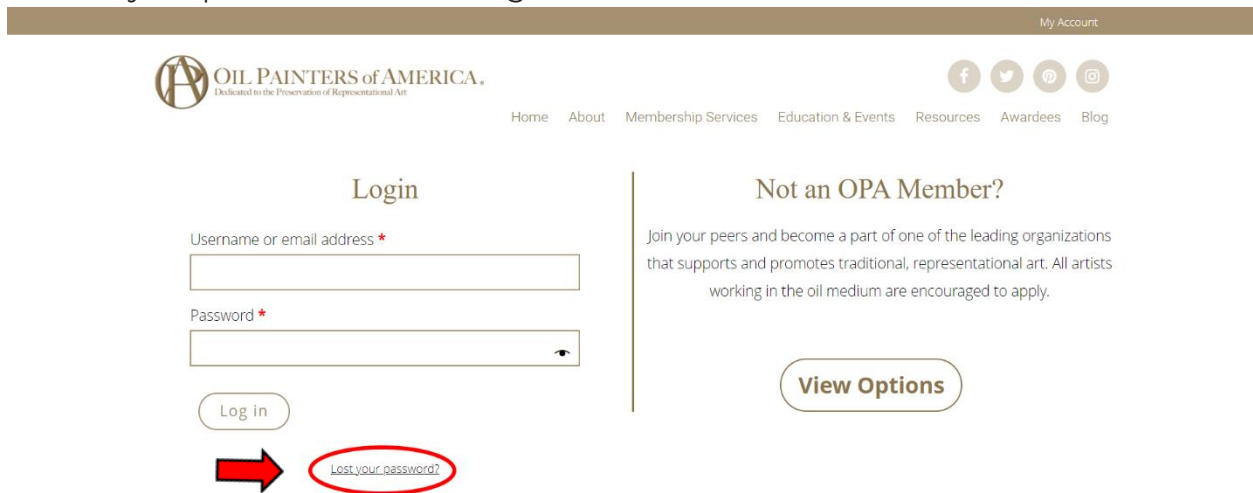 My Account
OIL PAINTERS of AMERICA.
Dedicated to the Preservation of Representational Art
Home About Membership Services Education & Events Resources Awardees Blog
Login
Username or email address *
Password *
Log in
Lost your password?
Not an OPA Member?
Join your peers and become a part of one of the leading organizations
that supports and promotes traditional, representational art. All artists
working in the oil medium are encouraged to apply.
View Options